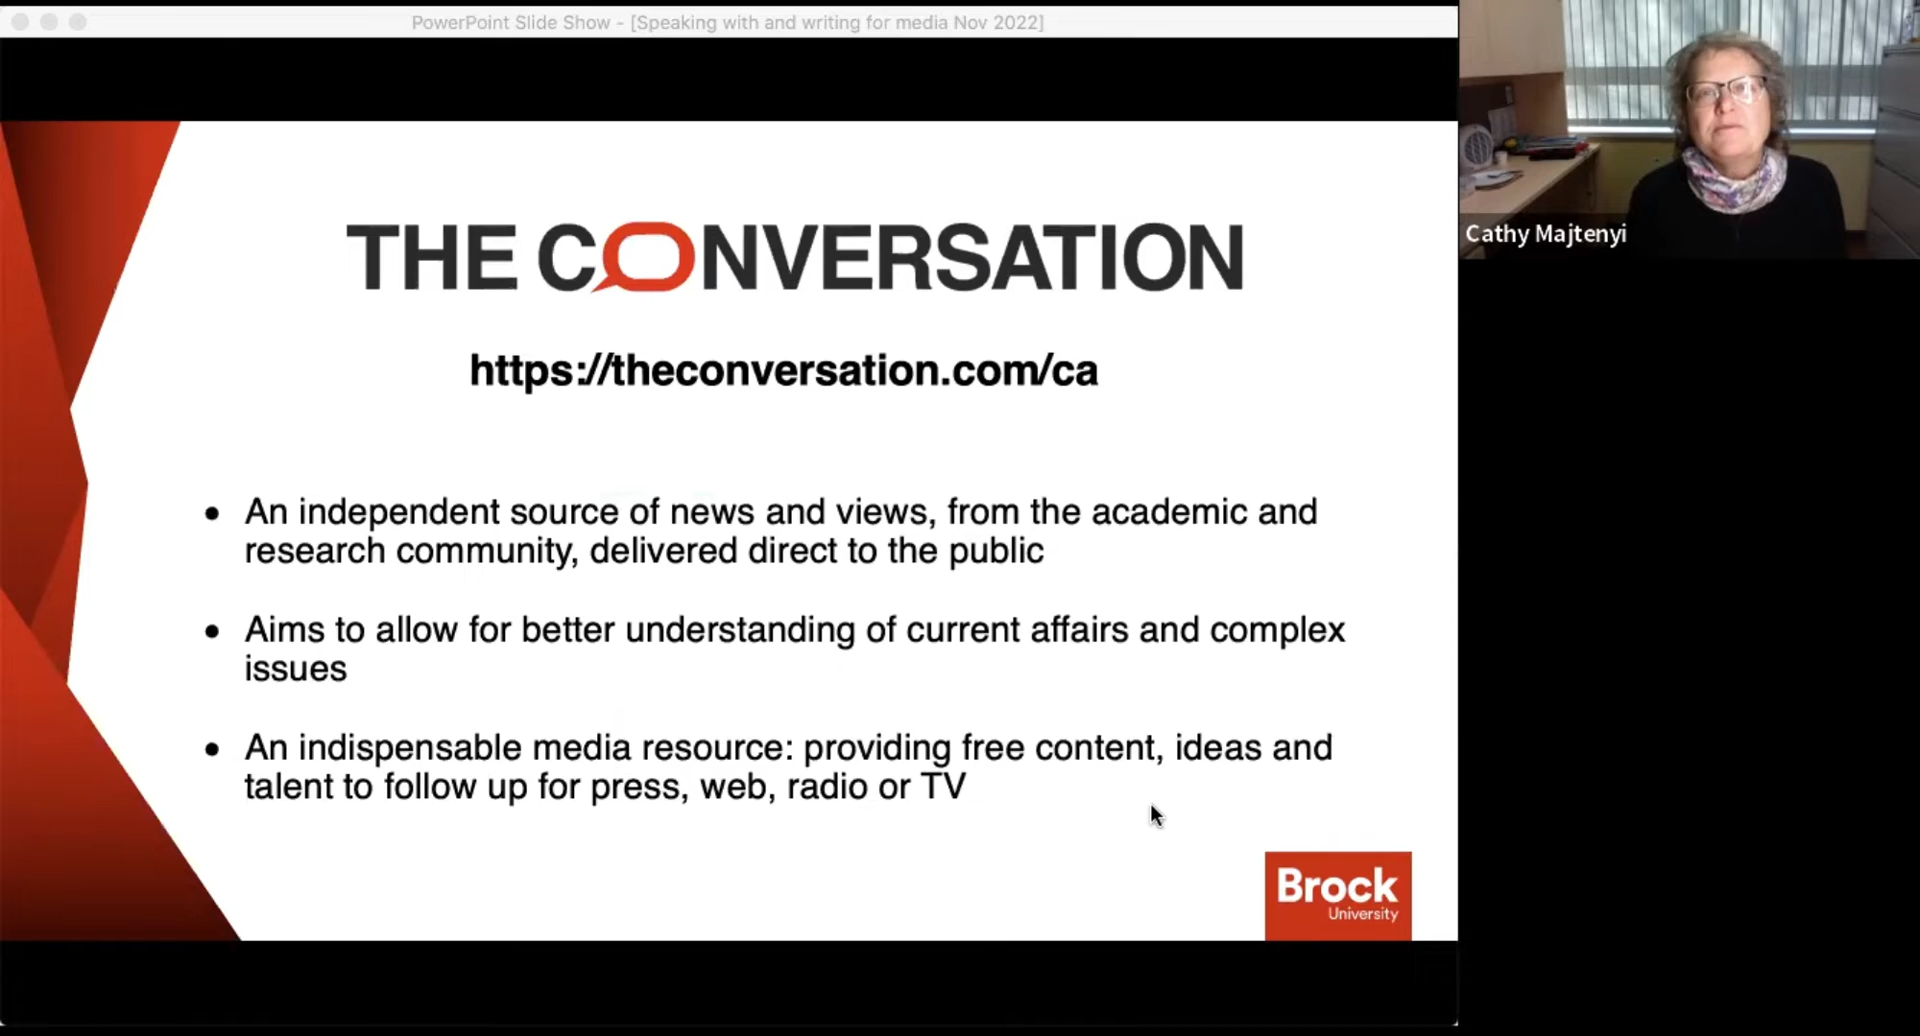 PowerPoint Slide Show - [Speaking with and writing for media Nov 2022]
THE CONVERSATION
https://theconversation.com/ca
• An independent source of news and views, from the academic and
research community, delivered direct to the public
• Aims to allow for better understanding of current affairs and complex
issues
• An indispensable media resource: providing free content, ideas and
talent to follow up for press, web, radio or TV
Brock
University
Cathy Majtenyi